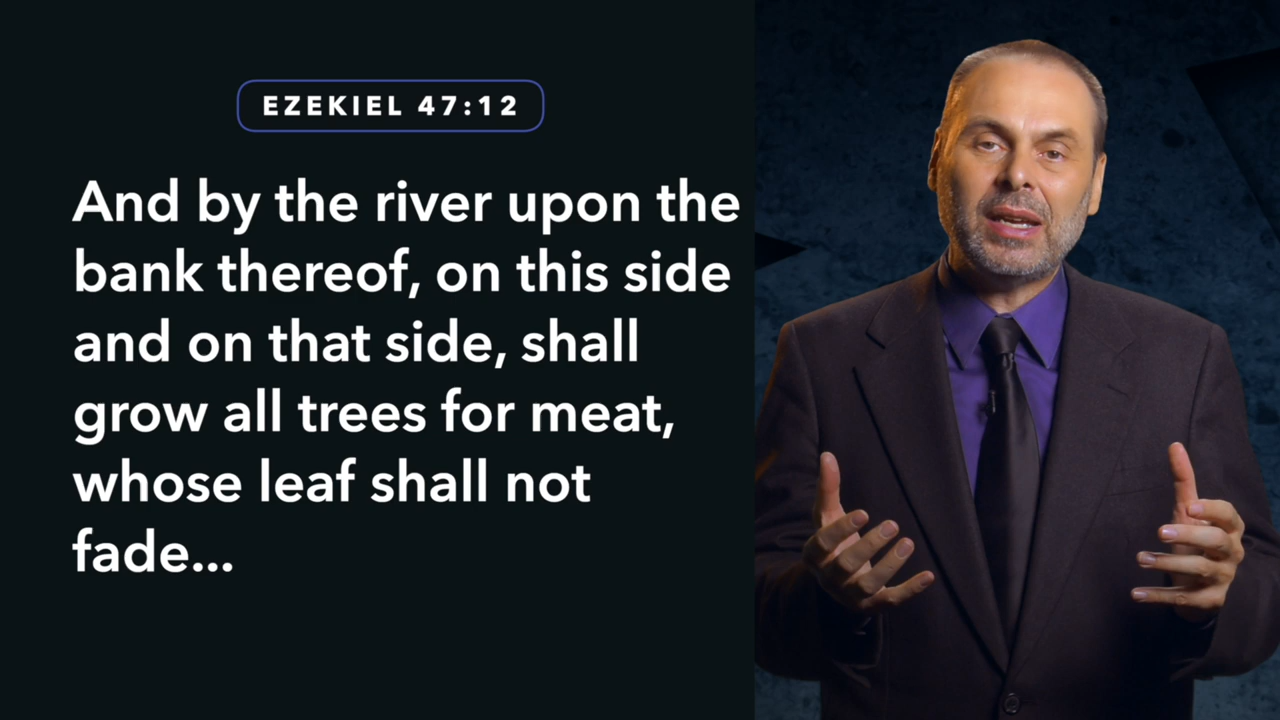 EZEKIEL 47:12
And by the river upon the
bank thereof, on this side
and on that side, shall
grow all trees for meat,
whose leaf shall not
fade...